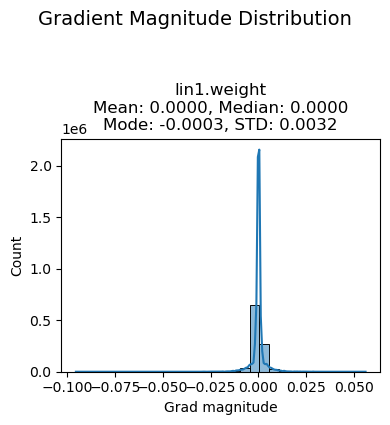 Gradient Magnitude Distribution
lin1.weight
Mean: 0.0000, Median: 0.0000
Mode: -0.0003, STD: 0.0032
1e6
2.0
1.5
1.0
0.5
0.0
Count
−0.100 −0.075 −0.050 −0.025 0.000 0.025 0.050
Grad magnitude